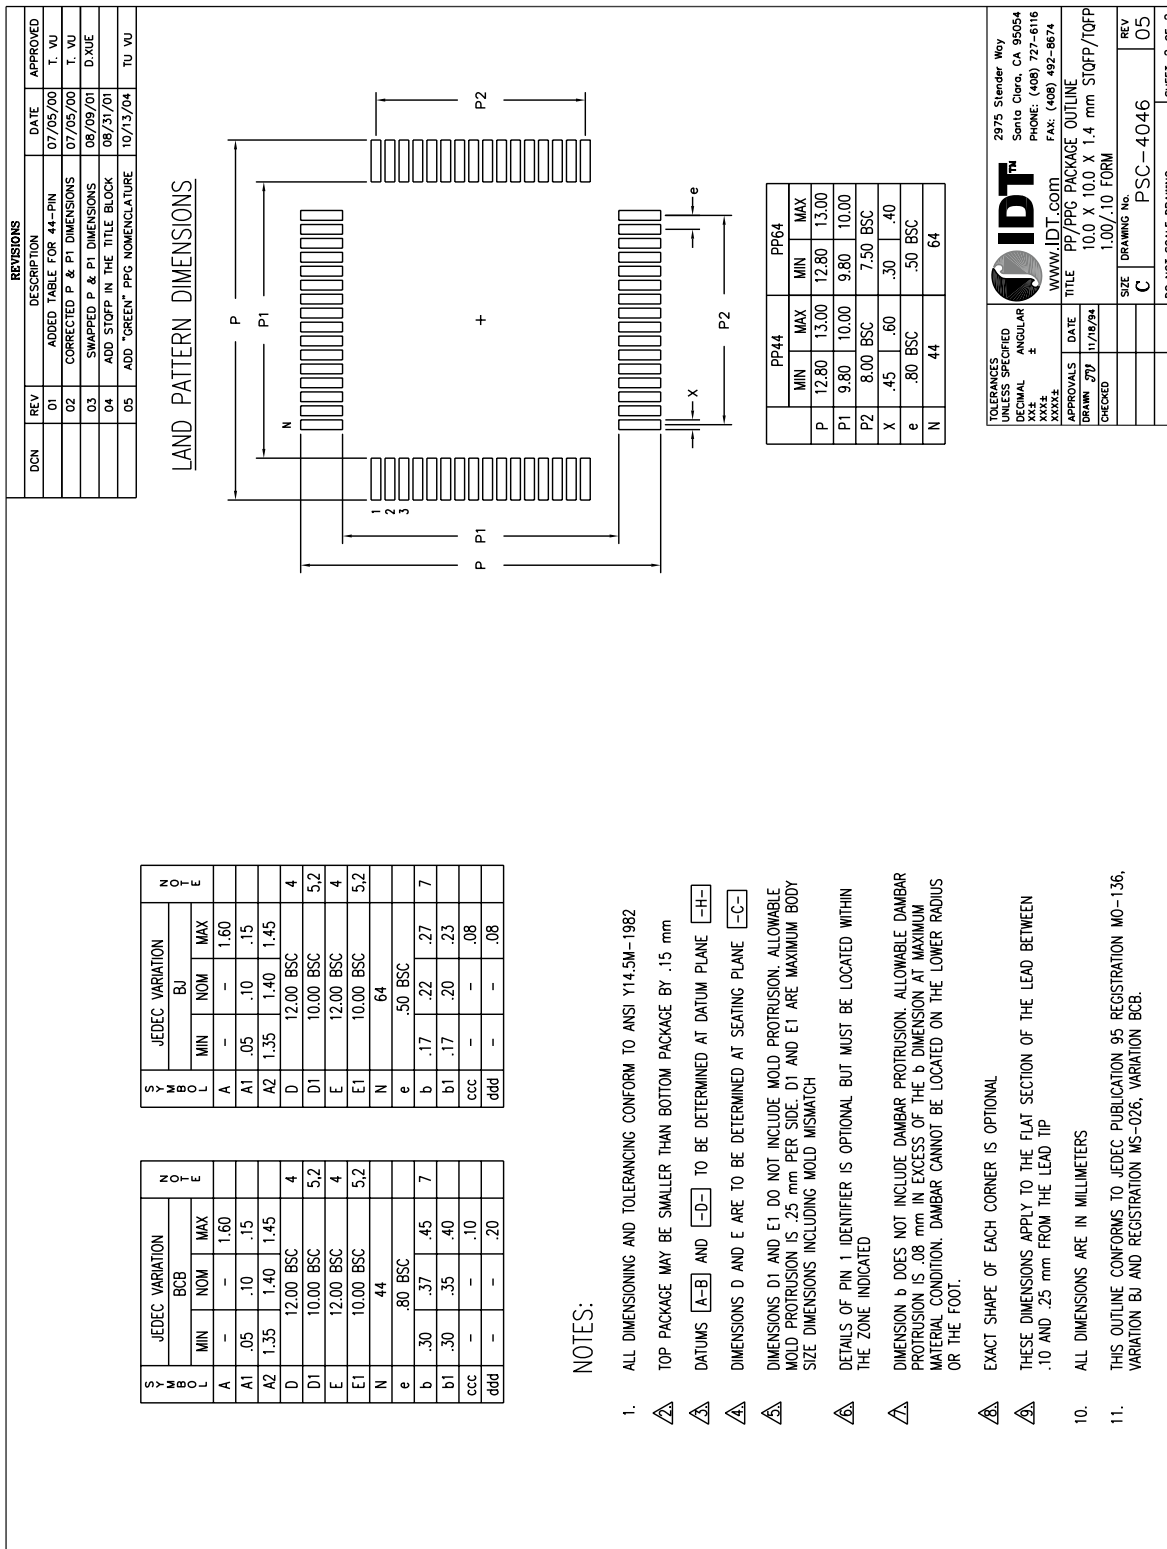 REVISIONS
DCN REV DESCRIPTION DATE APPROVED
01 ADDED TABLE FOR 44-PIN 07/05/00 T. VU
02 CORRECTED P & P1 DIMENSIONS 07/05/00 T. VU
03 SWAPPED P & P1 DIMENSIONS 08/09/01 D.XUE
04 ADD STQFP IN THE TITLE BLOCK 08/31/01
05 ADD "GREEN" PPG NOMENCLATURE 10/13/04 TU VU
SYMBOL JEDEC VARIATION NOTE
BCB
MIN NOM MAX
A - - 1.60
A1 .05 .10 .15
A2 1.35 1.40 1.45
D 12.00 BSC 4
D1 10.00 BSC 5,2
E 12.00 BSC 4
E1 10.00 BSC 5,2
N 44
e .80 BSC
b .30 .37 .45 7
b1 .30 .35 .40
ccc - - .10
ddd - - .20
SYMBOL JEDEC VARIATION NOTE
BJ
MIN NOM MAX
A - - 1.60
A1 .05 .10 .15
A2 1.35 1.40 1.45
D 12.00 BSC 4
D1 10.00 BSC 5,2
E 12.00 BSC 4
E1 10.00 BSC 5,2
N 64
e .50 BSC
b .17 .22 .27 7
b1 .17 .20 .23
ccc - - .08
ddd - - .08
LAND PATTERN DIMENSIONS
P
P1
N
1
2
3
P2
P
P1
X
e
P2
PP44 PP64
MIN MAX MIN MAX
P 12.80 13.00 12.80 13.00
P1 9.80 10.00 9.80 10.00
P2 8.00 BSC 7.50 BSC
X .45 .60 .30 .40
e .80 BSC .50 BSC
N 44 64
NOTES:
1. ALL DIMENSIONING AND TOLERANCING CONFORM TO ANSI Y14.5M-1982
2. TOP PACKAGE MAY BE SMALLER THAN BOTTOM PACKAGE BY .15 mm
3. DATUMS A-B AND -D- TO BE DETERMINED AT DATUM PLANE -H-
4. DIMENSIONS D AND E ARE TO BE DETERMINED AT SEATING PLANE -C-
5. DIMENSIONS D1 AND E1 DO NOT INCLUDE MOLD PROTRUSION. ALLOWABLE
MOLD PROTRUSION IS .25 mm PER SIDE. D1 AND E1 ARE MAXIMUM BODY
SIZE DIMENSIONS INCLUDING MOLD MISMATCH
6. DETAILS OF PIN 1 IDENTIFIER IS OPTIONAL BUT MUST BE LOCATED WITHIN
THE ZONE INDICATED
7. DIMENSION b DOES NOT INCLUDE DAMBAR PROTRUSION. ALLOWABLE DAMBAR
PROTRUSION IS .08 mm IN EXCESS OF THE b DIMENSION AT MAXIMUM
MATERIAL CONDITION. DAMBAR CANNOT BE LOCATED ON THE LOWER RADIUS
OR THE FOOT.
8. EXACT SHAPE OF EACH CORNER IS OPTIONAL
9. THESE DIMENSIONS APPLY TO THE FLAT SECTION OF THE LEAD BETWEEN
.10 AND .25 mm FROM THE LEAD TIP
10. ALL DIMENSIONS ARE IN MILLIMETERS
11. THIS OUTLINE CONFORMS TO JEDEC PUBLICATION 95 REGISTRATION MO-136,
VARIATION BJ AND REGISTRATION MS-026, VARIATION BCB.
TOLERANCES
UNLESS SPECIFIED
DECIMAL ANGULAR
XX± ±
XXX±
XXXX±
APPROVALS DATE
DRAWN 11/18/94
CHECKED
IDT™
www.IDT.com
2975 Stender Way
Santa Clara, CA 95054
PHONE: (408) 727-6116
FAX: (408) 492-8674
TITLE PP/PPG PACKAGE OUTLINE
10.0 X 10.0 X 1.4 mm STQFP/TQFP
1.00/.10 FORM
SIZE DRAWING No. REV
C PSC-4046 05